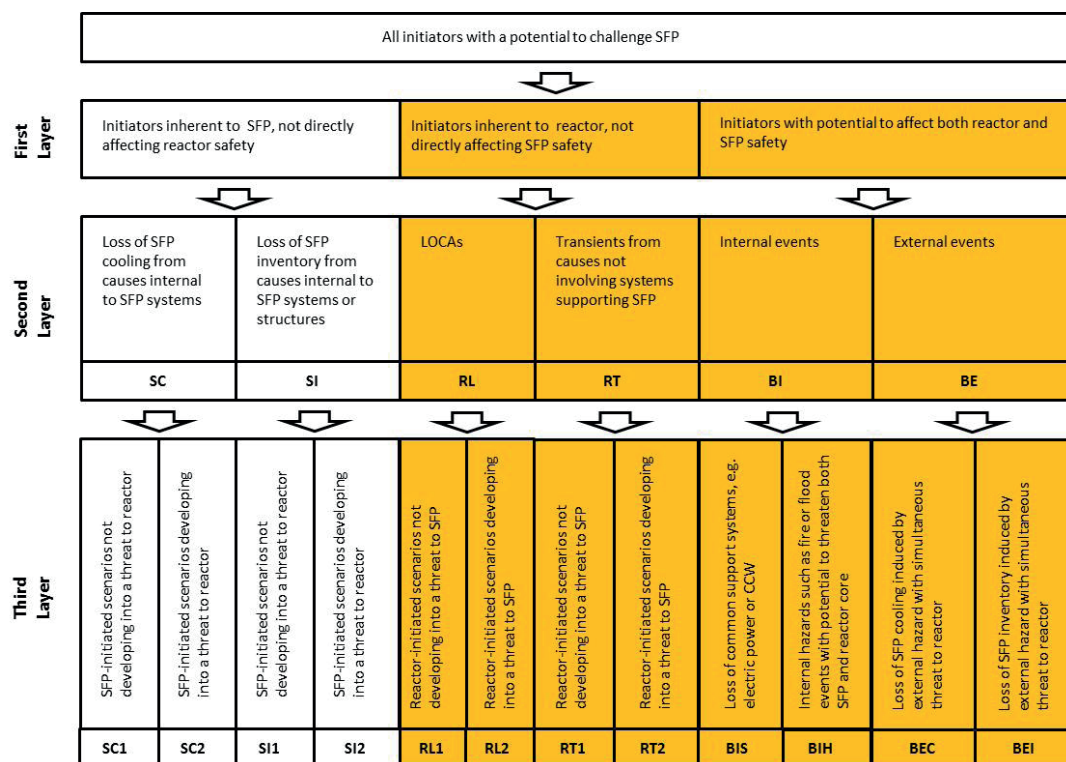 All initiators with a potential to challenge SFP
First
Layer
Initiators inherent to SFP, not directly
affecting reactor safety
Initiators inherent to reactor, not
directly affecting SFP safety
Initiators with potential to affect both reactor and
SFP safety
Second
Layer
Loss of SFP
cooling from
causes internal
to SFP systems
Loss of SFP
inventory from
causes internal to
SFP systems or
structures
LOCAs
Transients from
causes not
involving systems
supporting SFP
Internal events
External events
SC
SI
RL
RT
BI
BE
Third
Layer
SFP-initiated scenarios not
developing into a threat to reactor
SFP-initiated scenarios developing
into a threat to reactor
SFP-initiated scenarios not
developing into a threat to reactor
SFP-initiated scenarios developing
into a threat to reactor
Reactor-initiated scenarios not
developing into a threat to SFP
Reactor-initiated scenarios developing
into a threat to SFP
Reactor-initiated scenarios not
developing into a threat to SFP
Reactor-initiated scenarios developing
into a threat to SFP
Loss of common support systems, e.g.
electric power or CCW
Internal hazards such as fire or flood
events with potential to threaten both
SFP and reactor core
Loss of SFP cooling induced by
external hazard with simultaneous
threat to reactor
Loss of SFP inventory induced by
external hazard with simultaneous
threat to reactor
SC1
SC2
SI1
SI2
RL1
RL2
RT1
RT2
BIS
BIH
BEC
BEI